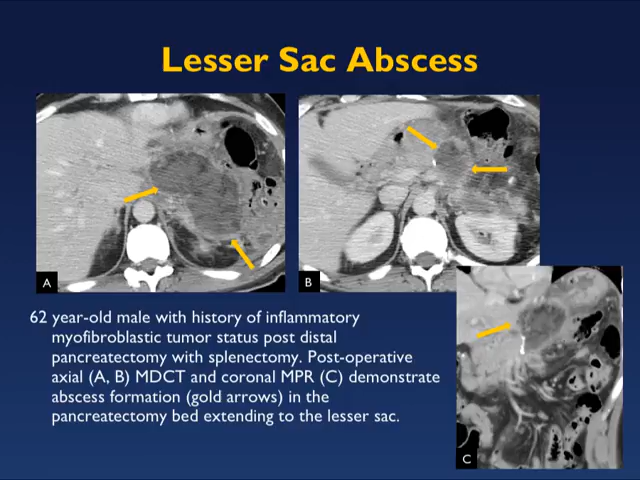 Lesser Sac Abscess
A
B
62 year-old male with history of inflammatory
myofibroblastic tumor status post distal
pancreatectomy with splenectomy. Post-operative
axial (A, B) MDCT and coronal MPR (C) demonstrate
abscess formation (gold arrows) in the
pancreatectomy bed extending to the lesser sac.
C